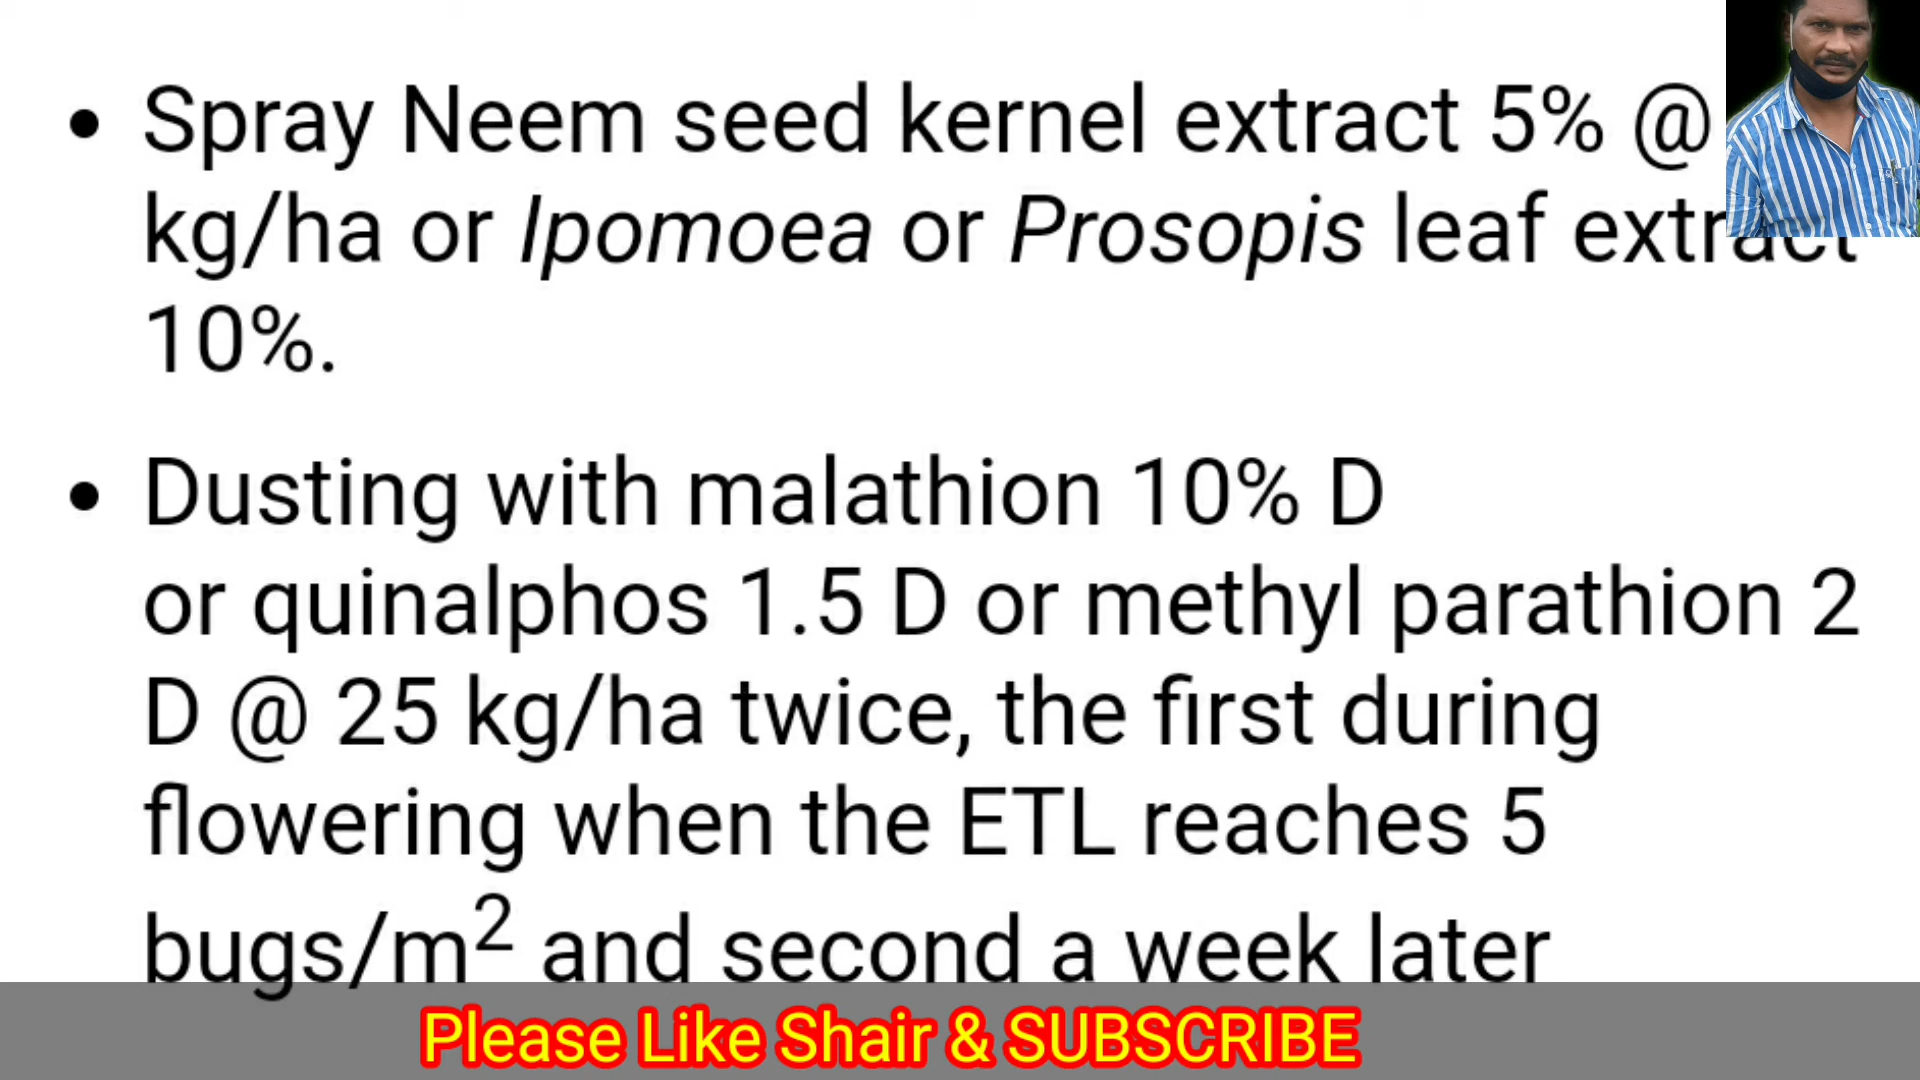 • Spray Neem seed kernel extract 5% @
kg/ha or Ipomoea or Prosopis leaf extract
10%.
• Dusting with malathion 10% D
or quinalphos 1.5 D or methyl parathion 2
D @ 25 kg/ha twice, the first during
flowering when the ETL reaches 5
bugs/m² and second a week later
Please Like Shair & SUBSCRIBE